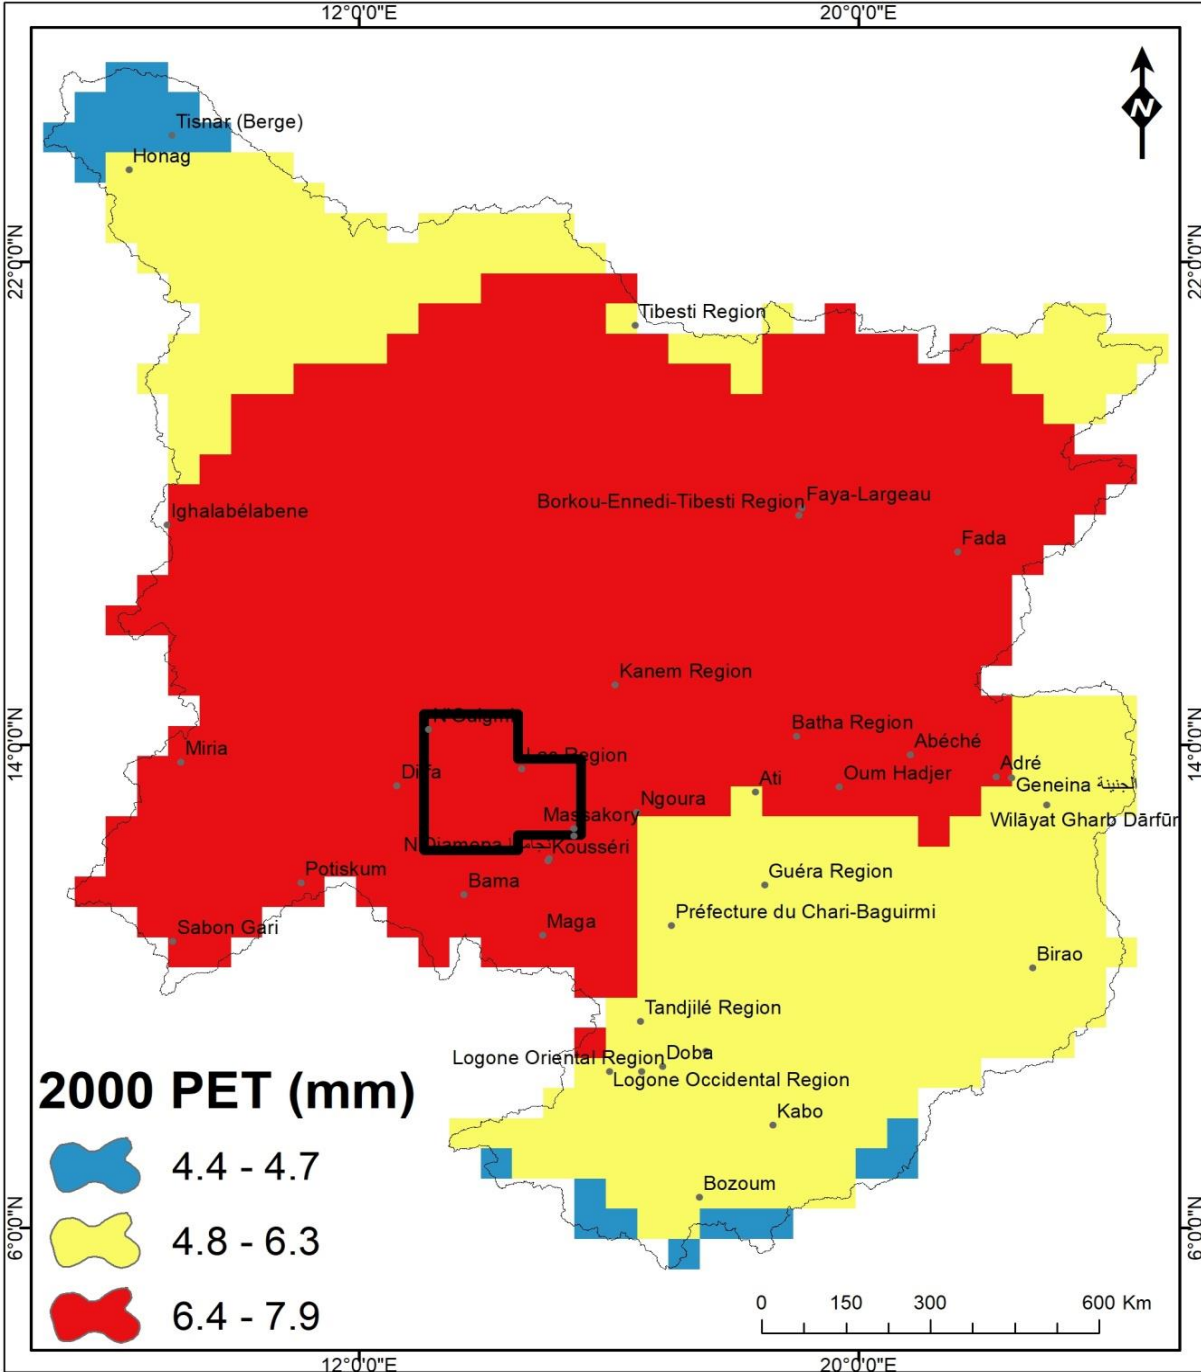 12°0'0"E
20°0'0"E
N
Tisnar (Berge)
Honag
22°0'0"N
22°0'0"N
Tibesti Region
Borkou-Ennedi-Tibesti Region
Faya-Largeau
Ighalabélabene
Fada
Kanem Region
N'Guigmi
Batha Region
14°0'0"N
14°0'0"N
Miria
Lac Region
Abéché
Diffa
Ati
Oum Hadjer
Adré
Geneina الجنينة
Ngoura
Massakory
Wilāyat Gharb Dārfūr
Kousséri
Potiskum
Bama
Guéra Region
Préfecture du Chari-Baguirmi
Sabon Gari
Maga
Birao
Tandjilé Region
Logone Oriental Region
Doba
Logone Occidental Region
Kabo
Bozoum
6°0'0"N
6°0'0"N
2000 PET (mm)
4.4 - 4.7
4.8 - 6.3
6.4 - 7.9
0 150 300 600 Km
12°0'0"E
20°0'0"E